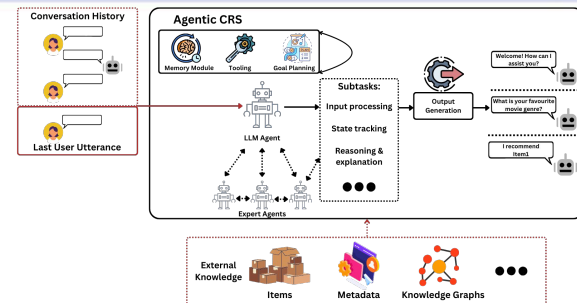 Conversation History
Last User Utterance
Agentic CRS
Memory Module
Tooling
Goal Planning
LLM Agent
Expert Agents
Subtasks:
Input processing
State tracking
Reasoning &
explanation
Output
Generation
Welcome! How can I
assist you?
What is your favourite
movie genre?
I recommend
Item1
External
Knowledge
Items
Metadata
Knowledge Graphs